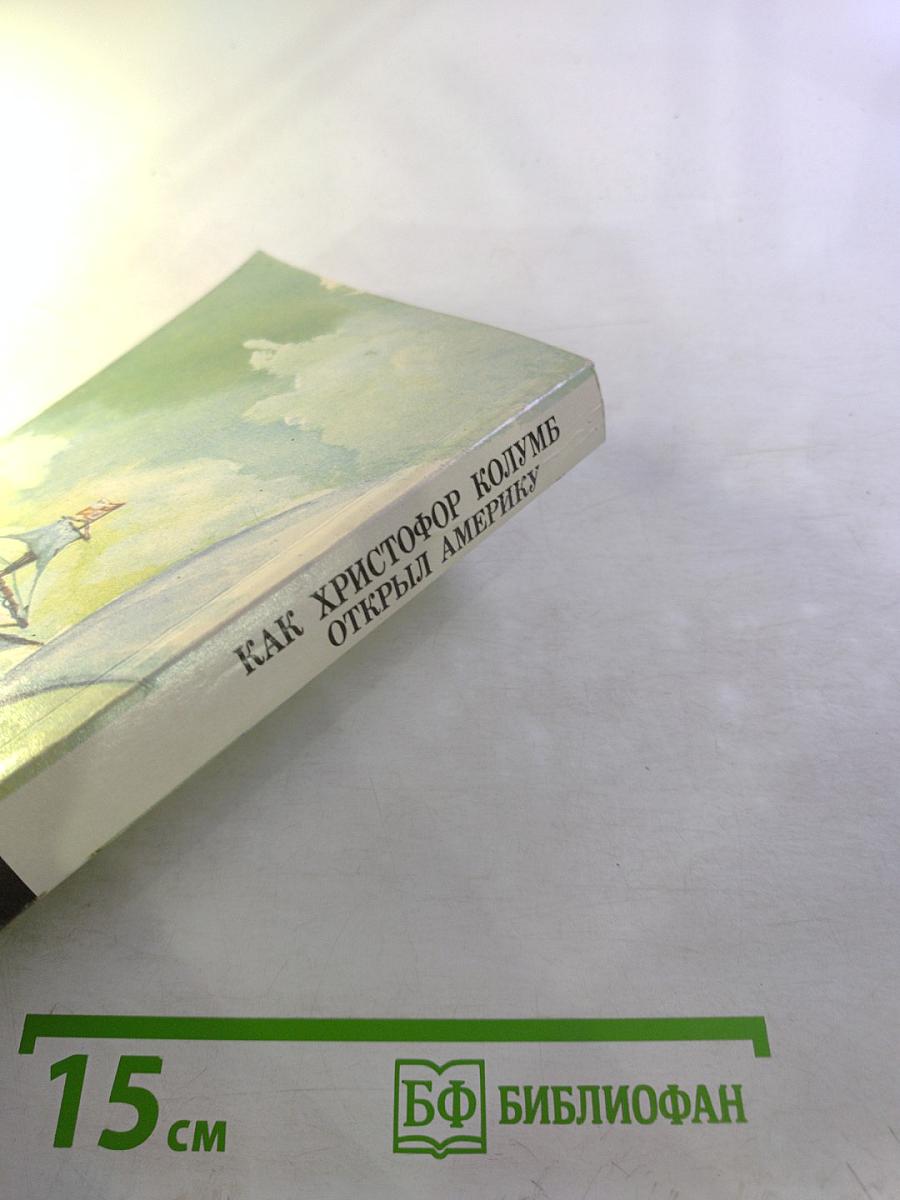 КАК ХРИСТОФОР КОЛУМБ
ОТКРЫЛ АМЕРИКУ
15 см
БФ БИБЛИОФАН